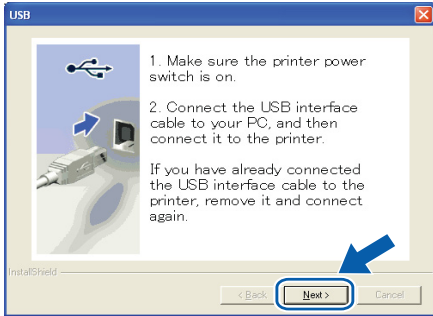 USB
1. Make sure the printer power
switch is on.
2. Connect the USB interface
cable to your PC, and then
connect it to the printer.
If you have already connected
the USB interface cable to the
printer, remove it and connect
again.
InstallShield
< Back Next > Cancel